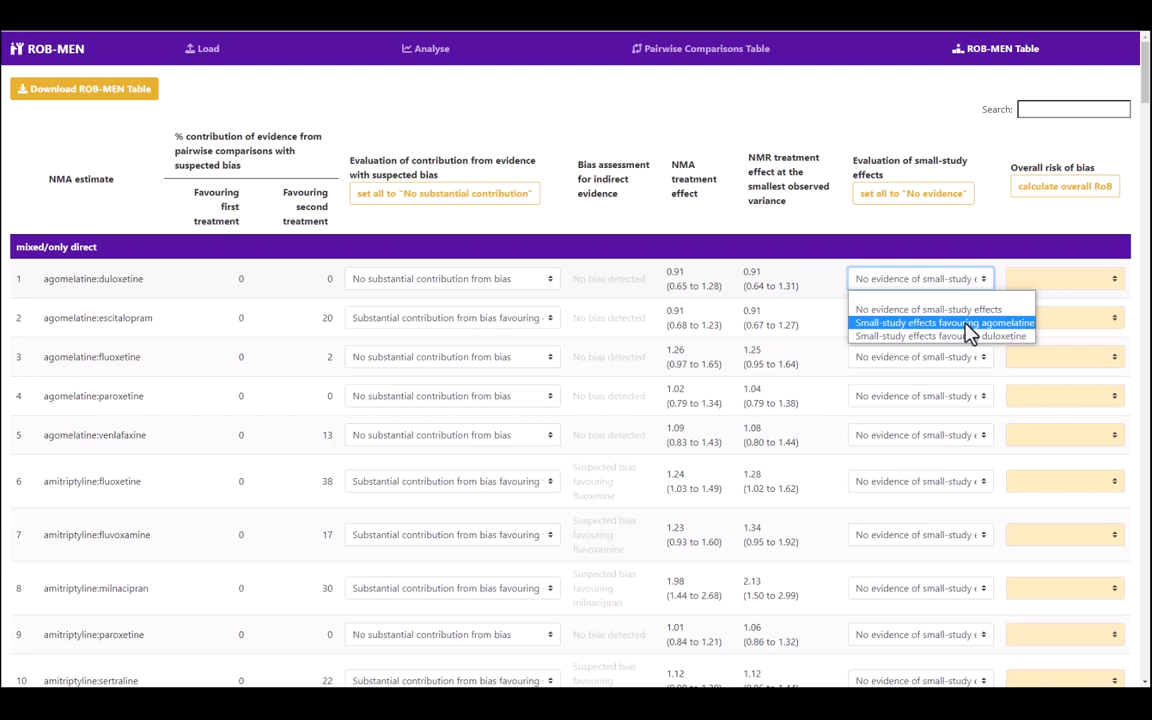 ROB-MEN
Load
Analyse
Pairwise Comparisons Table
ROB-MEN Table
Download ROB-MEN Table
Search:
NMA estimate
% contribution of evidence from
pairwise comparisons with
suspected bias
Favouring
first
treatment
Favouring
second
treatment
Evaluation of contribution from evidence
with suspected bias
set all to "No substantial contribution"
Bias assessment
for indirect
evidence
NMA
treatment
effect
NMR treatment
effect at the
smallest observed
variance
Evaluation of small-study
effects
set all to "No evidence"
Overall risk of bias
calculate overall RoB
mixed/only direct
1 agomelatine:duloxetine 0 0 No substantial contribution from bias No bias detected 0.91 (0.65 to 1.28) 0.91 (0.64 to 1.31) No evidence of small-study
No evidence of small-study effects
Small-study effects favouring agomelatine
Small-study effects duloxetine
2 agomelatine:escitalopram 0 20 Substantial contribution from bias favouring No bias detected 0.91 (0.68 to 1.23) 0.91 (0.67 to 1.27)
3 agomelatine:fluoxetine 0 2 No substantial contribution from bias No bias detected 1.26 (0.97 to 1.65) 1.25 (0.95 to 1.64) No evidence of small-study
4 agomelatine:paroxetine 0 0 No substantial contribution from bias No bias detected 1.02 (0.79 to 1.34) 1.04 (0.79 to 1.38) No evidence of small-study
5 agomelatine:venlafaxine 0 13 No substantial contribution from bias No bias detected 1.09 (0.83 to 1.43) 1.08 (0.80 to 1.44) No evidence of small-study
6 amitriptyline:fluoxetine 0 38 Substantial contribution from bias favouring Suspected bias favouring fluoxetine 1.24 (1.03 to 1.49) 1.28 (1.02 to 1.62) No evidence of small-study
7 amitriptyline:fluvoxamine 0 17 Substantial contribution from bias favouring Suspected bias favouring fluvoxamine 1.23 (0.93 to 1.60) 1.34 (0.95 to 1.92) No evidence of small-study
8 amitriptyline:milnacipran 0 30 Substantial contribution from bias favouring Suspected bias favouring milnacipran 1.98 (1.44 to 2.68) 2.13 (1.50 to 2.99) No evidence of small-study
9 amitriptyline:paroxetine 0 0 No substantial contribution from bias No bias detected 1.01 (0.84 to 1.21) 1.06 (0.86 to 1.32) No evidence of small-study
10 amitriptyline:sertraline 0 22 Substantial contribution from bias favouring Suspected bias favouring 1.12 1.12 No evidence of small-study